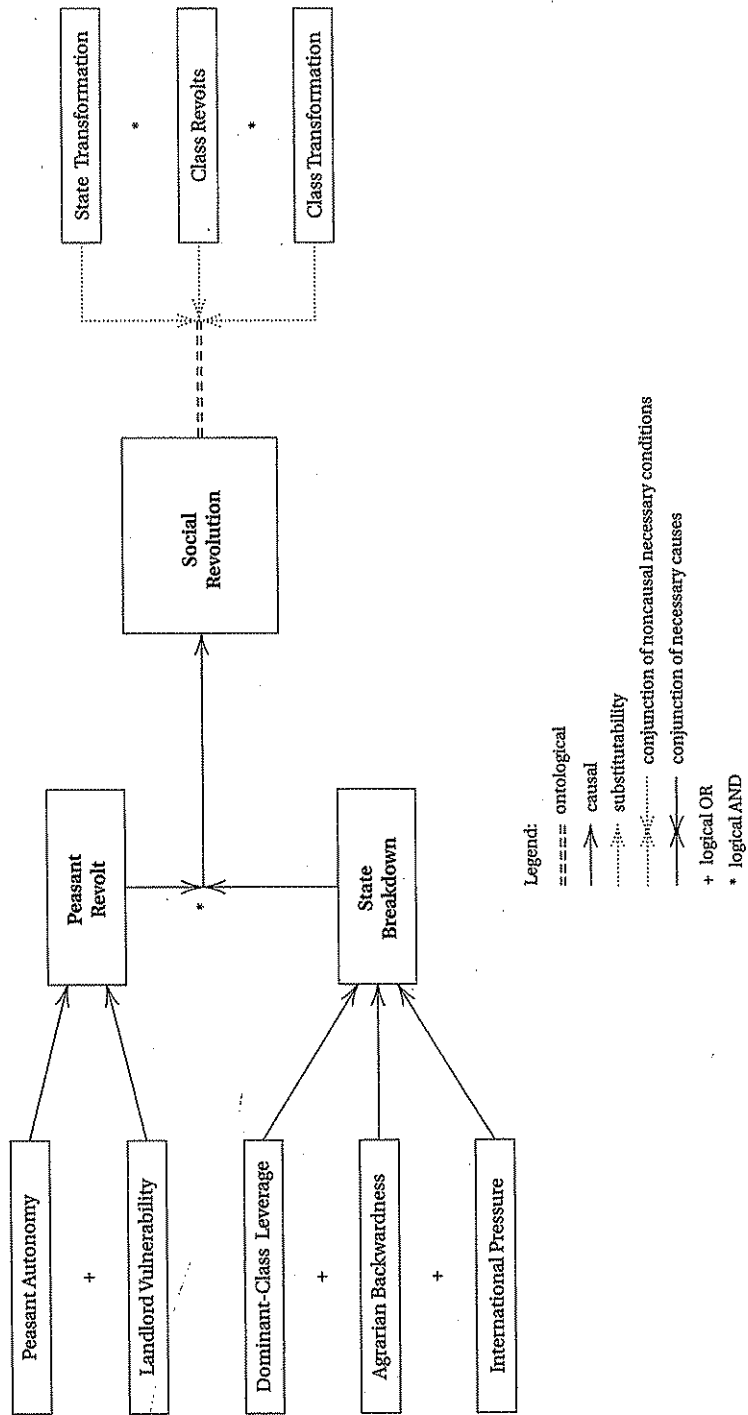 Peasant Autonomy
+
Landlord Vulnerability
Dominant-Class Leverage
+
Agrarian Backwardness
+
International Pressure
Peasant
Revolt
*
State
Breakdown
Social
Revolution
State Transformation
*
Class Revolts
*
Class Transformation
Legend:
===== ontological
causal
substitutability
conjunction of noncausal necessary conditions
conjunction of necessary causes
+ logical OR
* logical AND